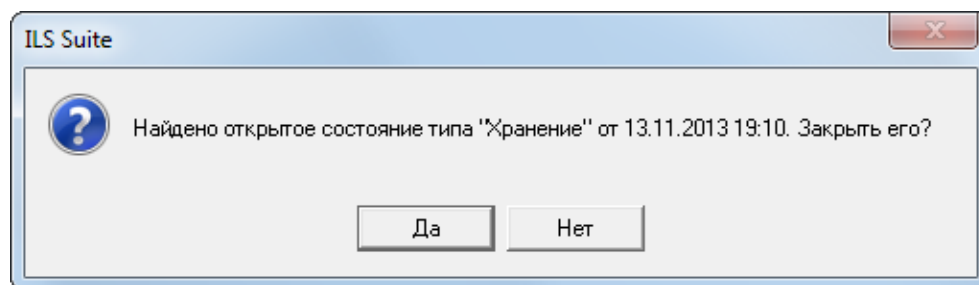 ILS Suite
Найдено открытое состояние типа "Хранение" от 13.11.2013 19:10. Закрыть его?
Да
Нет